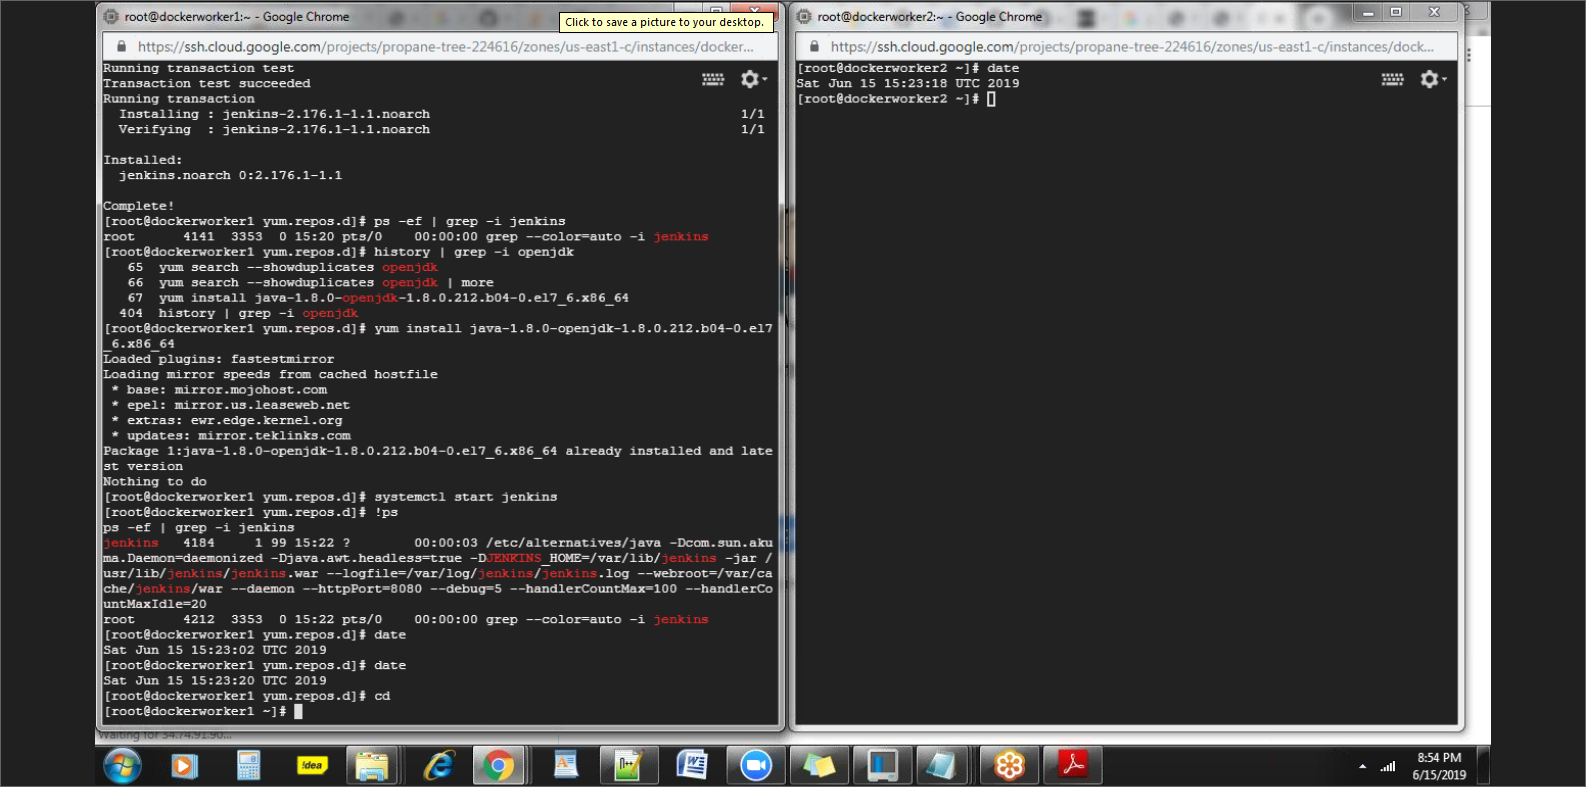 root@dockerworker1:~ - Google Chrome
Click to save a picture to your desktop.
https://ssh.cloud.google.com/projects/propane-tree-224616/zones/us-east1-c/instances/docker...
Running transaction test
Transaction test succeeded
Running transaction
  Installing : jenkins-2.176.1-1.1.noarch 1/1
  Verifying  : jenkins-2.176.1-1.1.noarch 1/1
Installed:
  jenkins.noarch 0:2.176.1-1.1
Complete!
[root@dockerworker1 yum.repos.d]# ps -ef | grep -i jenkins
root      4141  3353  0 15:20 pts/0    00:00:00 grep --color=auto -i jenkins
[root@dockerworker1 yum.repos.d]# history | grep -i openjdk
   65  yum search --showduplicates openjdk
   66  yum search --showduplicates openjdk | more
   67  yum install java-1.8.0-openjdk-1.8.0.212.b04-0.el7_6.x86_64
  404  history | grep -i openjdk
[root@dockerworker1 yum.repos.d]# yum install java-1.8.0-openjdk-1.8.0.212.b04-0.el7
_6.x86_64
Loaded plugins: fastestmirror
Loading mirror speeds from cached hostfile
 * base: mirror.mojohost.com
 * epel: mirror.us.leaseweb.net
 * extras: ewr.edge.kernel.org
 * updates: mirror.teklinks.com
Package 1:java-1.8.0-openjdk-1.8.0.212.b04-0.el7_6.x86_64 already installed and late
st version
Nothing to do
[root@dockerworker1 yum.repos.d]# systemctl start jenkins
[root@dockerworker1 yum.repos.d]# !ps
ps -ef | grep -i jenkins
jenkins   4184     1 99 15:22 ?        00:00:03 /etc/alternatives/java -Dcom.sun.aku
ma.Daemon=daemonized -Djava.awt.headless=true -DJENKINS_HOME=/var/lib/jenkins -jar /
usr/lib/jenkins/jenkins.war --logfile=/var/log/jenkins/jenkins.log --webroot=/var/ca
che/jenkins/war --daemon --httpPort=8080 --debug=5 --handlerCountMax=100 --handlerCo
untMaxIdle=20
root      4212  3353  0 15:22 pts/0    00:00:00 grep --color=auto -i jenkins
[root@dockerworker1 yum.repos.d]# date
Sat Jun 15 15:23:02 UTC 2019
[root@dockerworker1 yum.repos.d]# date
Sat Jun 15 15:23:20 UTC 2019
[root@dockerworker1 yum.repos.d]# cd
[root@dockerworker1 ~]#
root@dockerworker2:~ - Google Chrome
https://ssh.cloud.google.com/projects/propane-tree-224616/zones/us-east1-c/instances/dock...
[root@dockerworker2 ~]# date
Sat Jun 15 15:23:18 UTC 2019
[root@dockerworker2 ~]#
Waiting for 34.74.91.90...
!dea
8:54 PM
6/15/2019